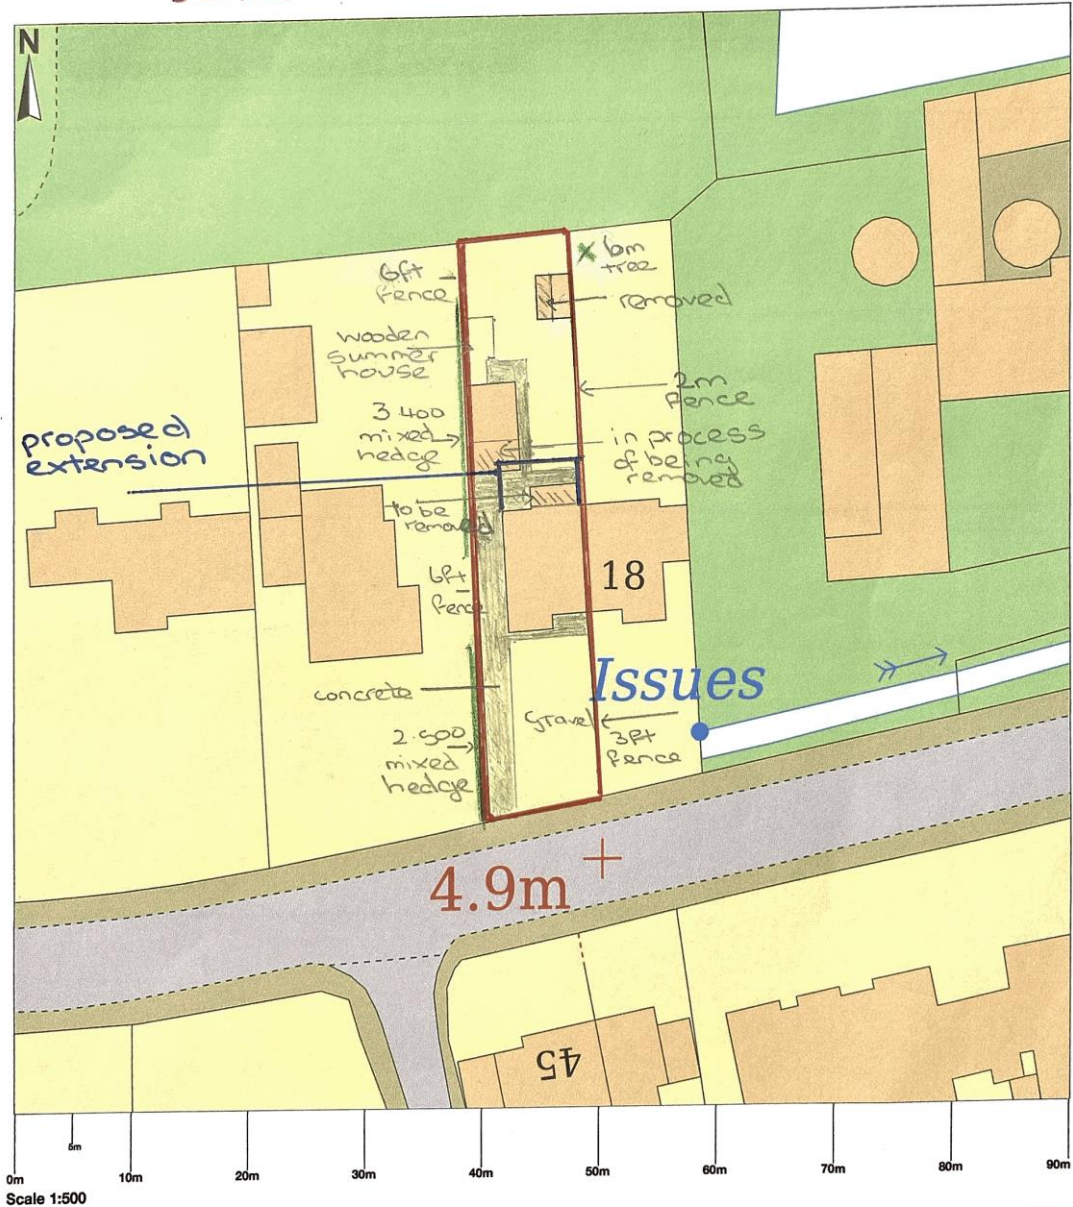 N
6ft
fence
x 6m
tree
removed
wooden
summer
house
2m
fence
3.400
mixed
hedge
in process
of being
removed
proposed
extension
to be
removed
18
6ft
fence
Issues
concrete
Gravel
3ft
fence
2.500
mixed
hedge
4.9m
45
0m
5m
10m
20m
30m
40m
50m
60m
70m
80m
90m
Scale 1:500